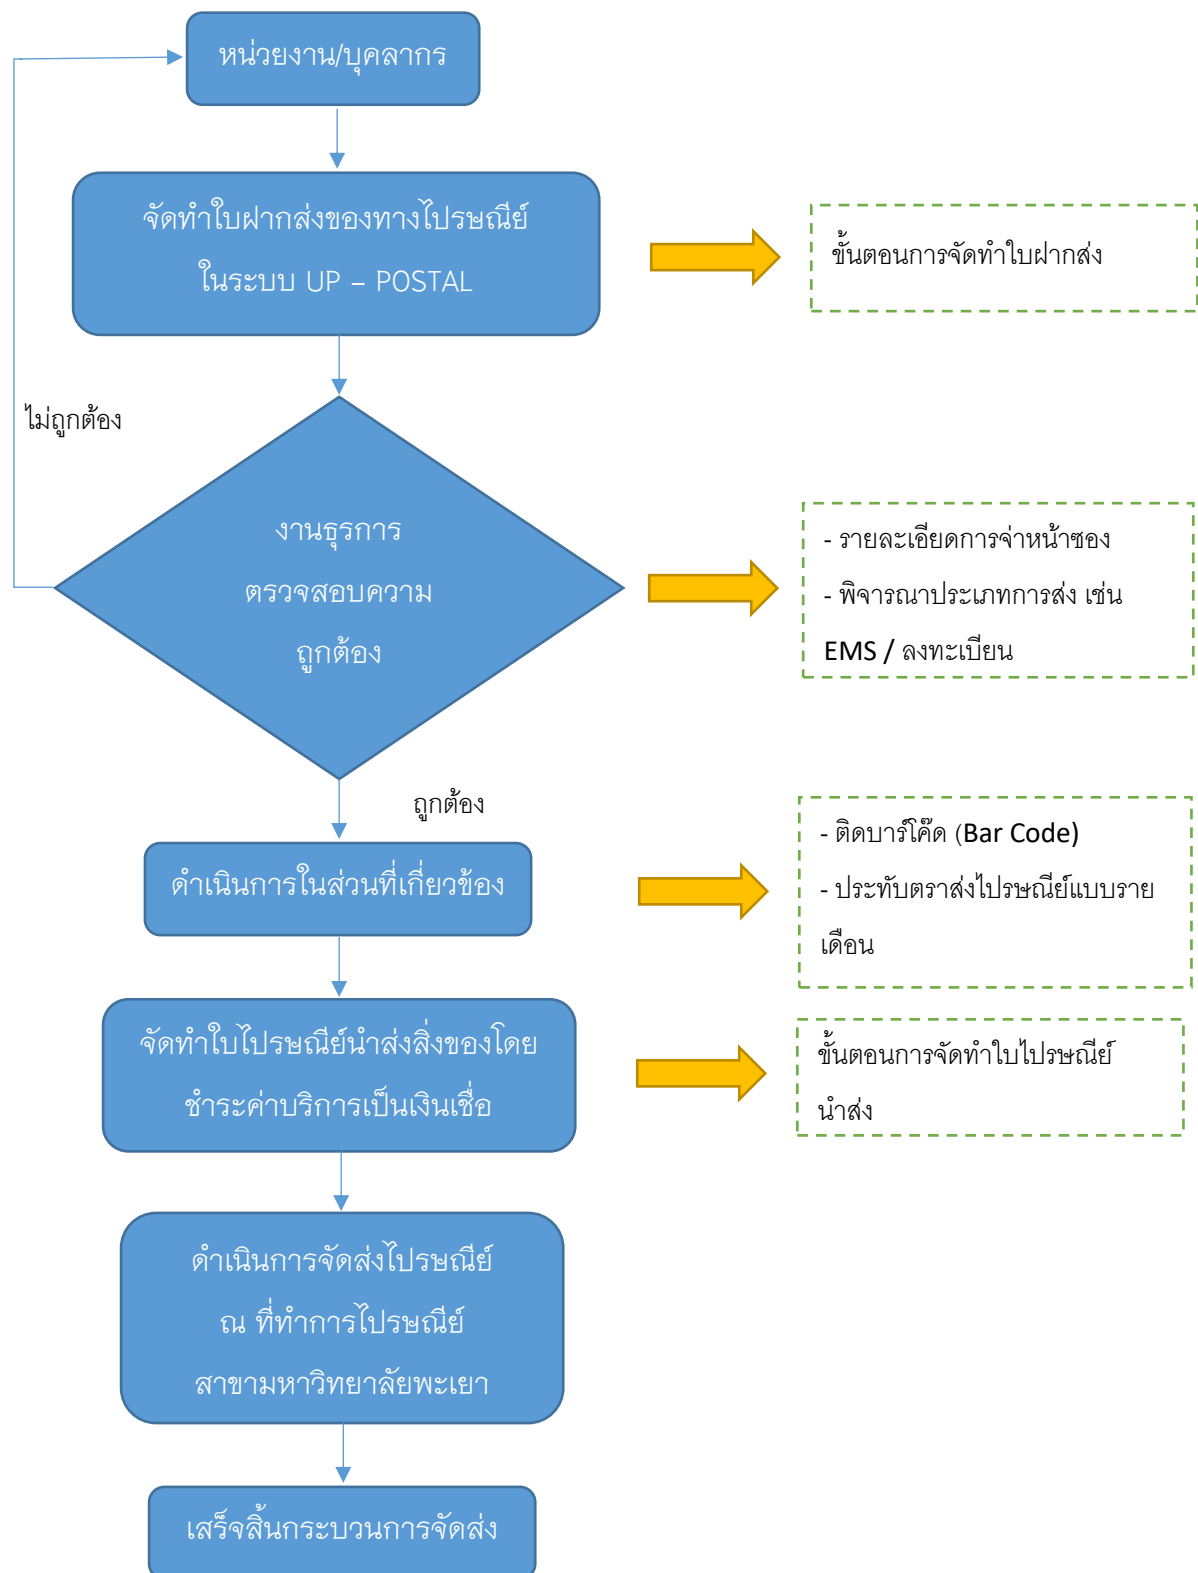 หน่วยงาน/บุคลากร
จัดทำใบฝากส่งของทางไปรษณีย์
ในระบบ UP – POSTAL
ขั้นตอนการจัดทำใบฝากส่ง
ไม่ถูกต้อง
งานธุรการ
ตรวจสอบความ
ถูกต้อง
- รายละเอียดการจ่าหน้าซอง
- พิจารณาประเภทการส่ง เช่น
EMS / ลงทะเบียน
ถูกต้อง
ดำเนินการในส่วนที่เกี่ยวข้อง
- ติดบาร์โค๊ด (Bar Code)
- ประทับตราส่งไปรษณีย์แบบราย
เดือน
จัดทำใบไปรษณีย์นำส่งสิ่งของโดย
ชำระค่าบริการเป็นเงินเชื่อ
ขั้นตอนการจัดทำใบไปรษณีย์
นำส่ง
ดำเนินการจัดส่งไปรษณีย์
ณ ที่ทำการไปรษณีย์
สาขามหาวิทยาลัยพะเยา
เสร็จสิ้นกระบวนการจัดส่ง